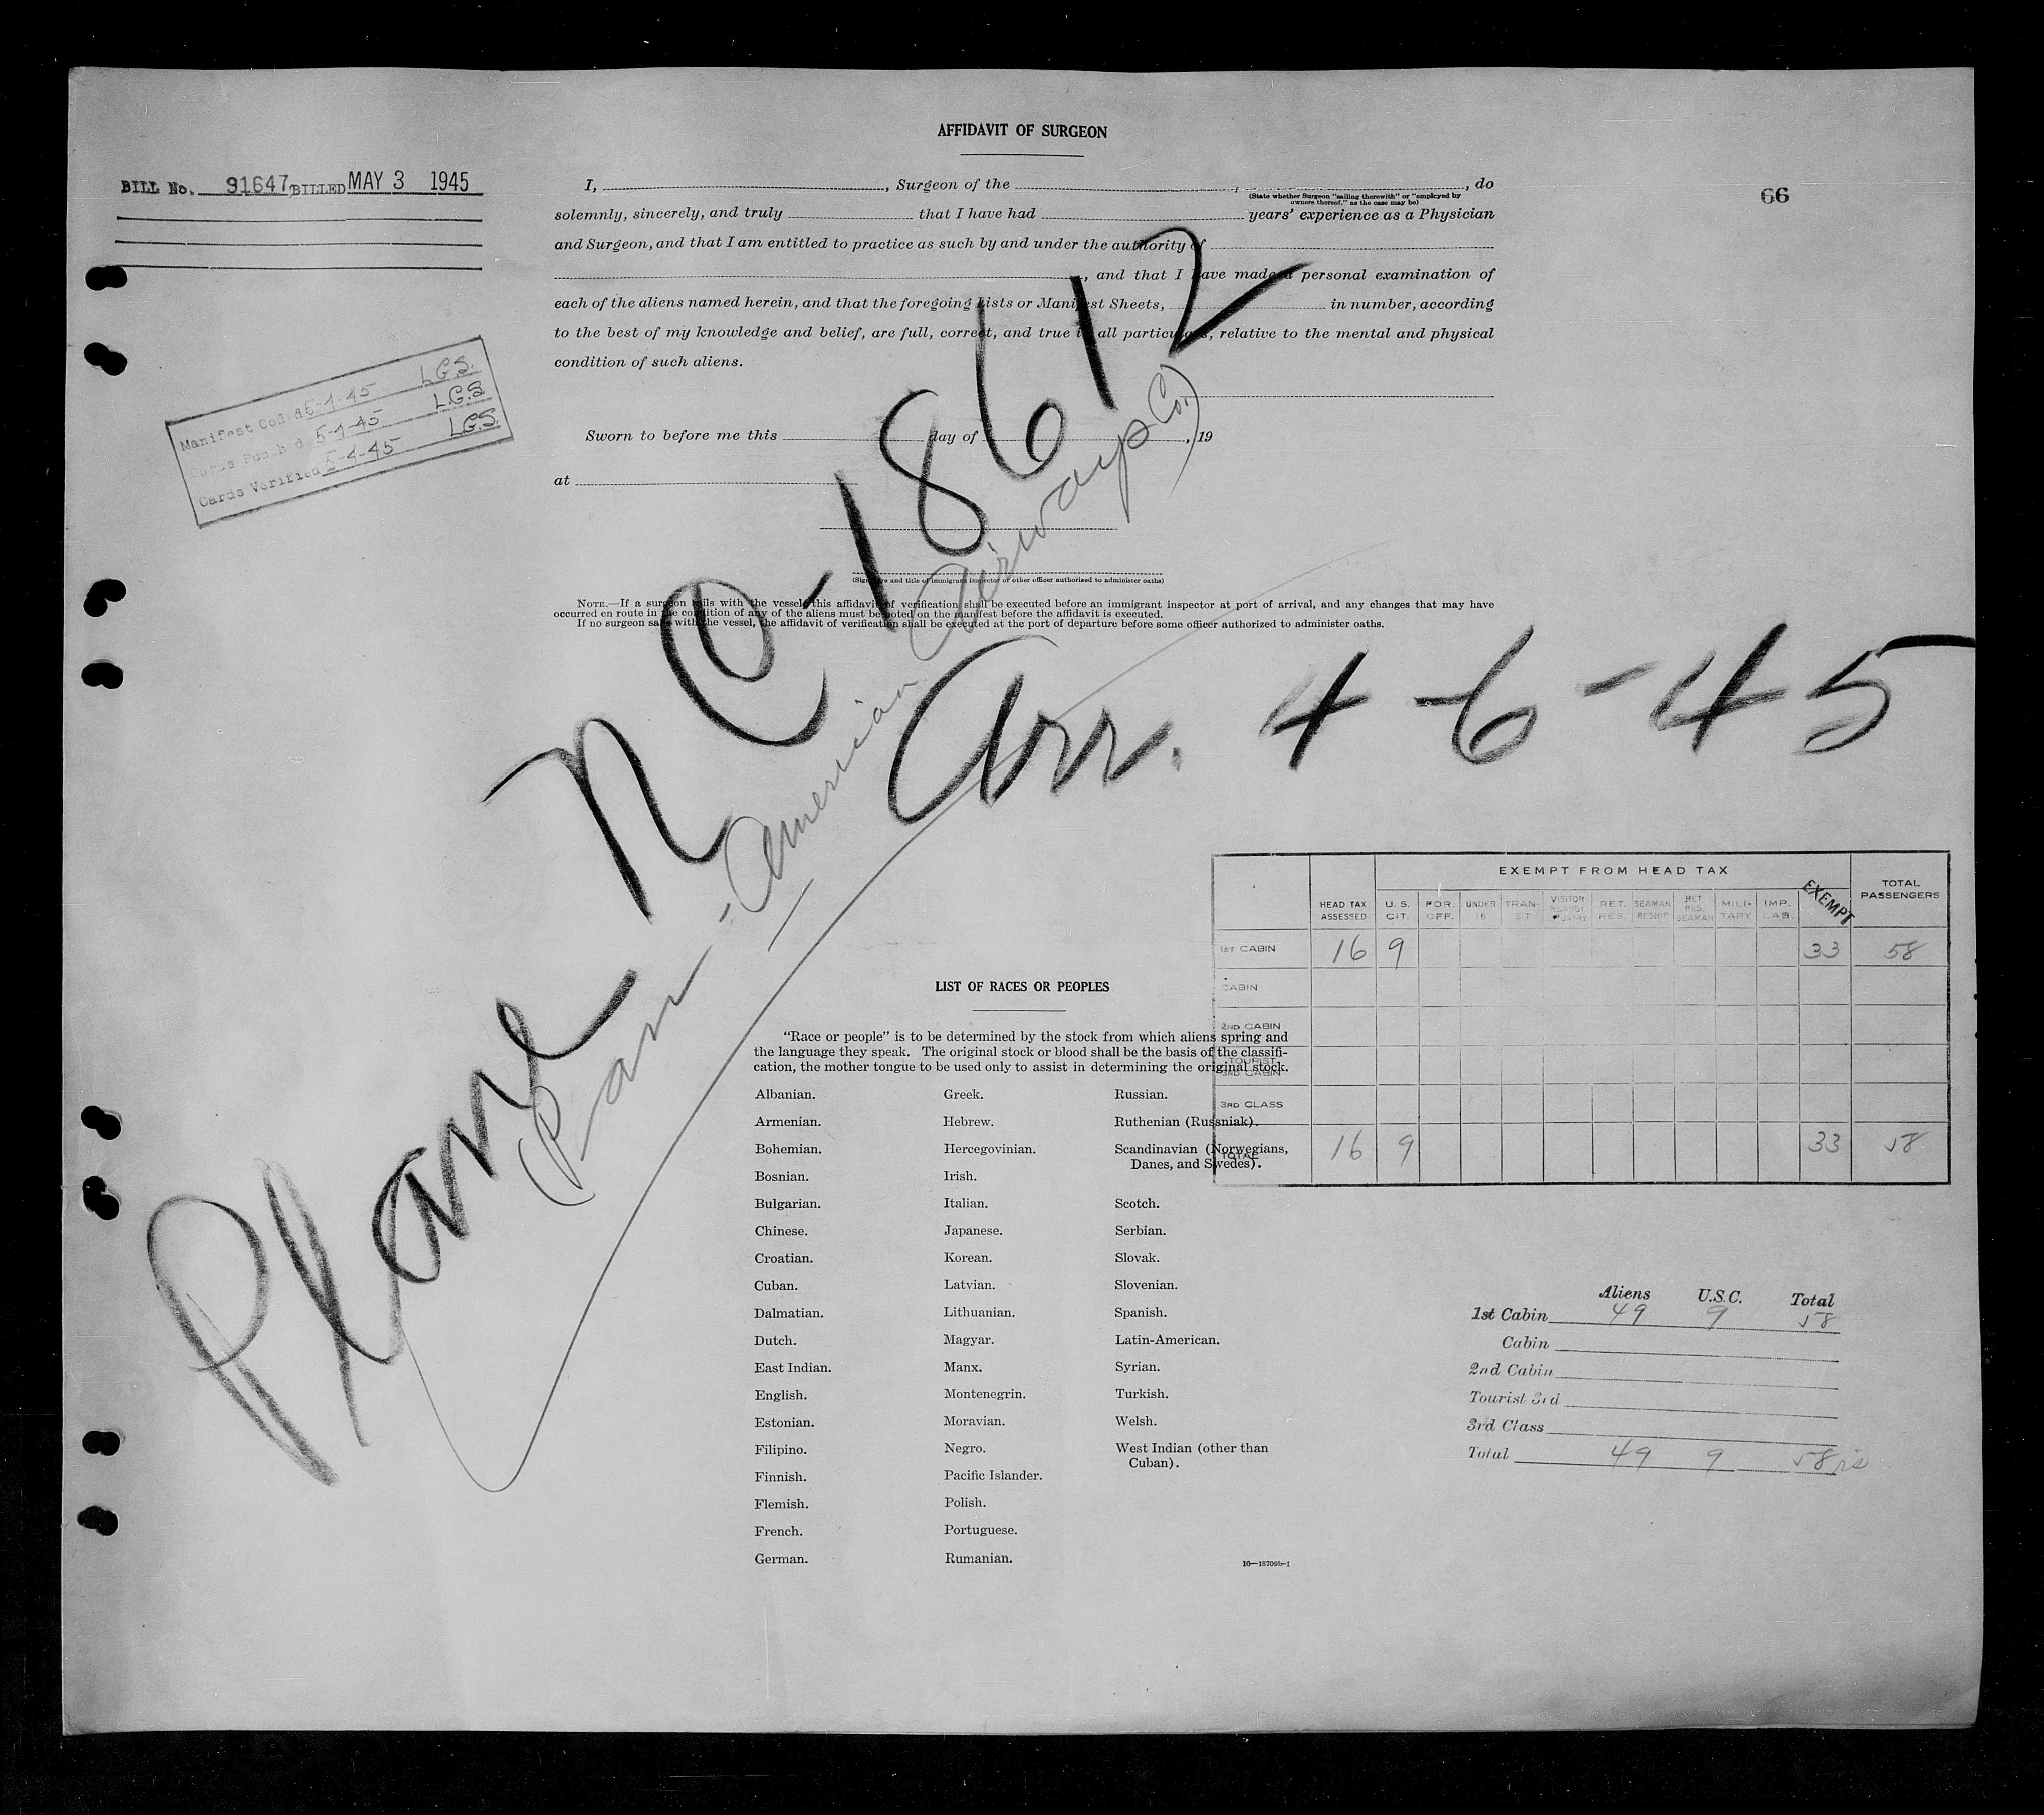 AFFIDAVIT OF SURGEON
BILL No. 91647 BILLED MAY 3 1945
66
I, , Surgeon of the , , do
(State whether Surgeon "sailing therewith" or "employed by
owners thereof," as the case may be)
solemnly, sincerely, and truly that I have had years' experience as a Physician
and Surgeon, and that I am entitled to practice as such by and under the authority of
, and that I have made a personal examination of
each of the aliens named herein, and that the foregoing Lists or Manifest Sheets, in number, according
to the best of my knowledge and belief, are full, correct, and true in all particulars, relative to the mental and physical
condition of such aliens.
Manifest Coded 5-4-45 L.G.S.
Cards Punched 5-4-45 L.G.S
Cards Verified 5-4-45 L.G.S.
Sworn to before me this day of , 19
at
(Signature and title of immigrant inspector or other officer authorized to administer oaths)
NOTE.—If a surgeon sails with the vessel, this affidavit of verification shall be executed before an immigrant inspector at port of arrival, and any changes that may have
occurred en route in the condition of any of the aliens must be noted on the manifest before the affidavit is executed.
If no surgeon sails with the vessel, the affidavit of verification shall be executed at the port of departure before some officer authorized to administer oaths.
Plane NC-18612
(Pan-American Airways Co.)
Arr. 4-6-45
EXEMPT FROM HEAD TAX
HEAD TAX ASSESSED U.S. CIT. FOR. OFF. UNDER 16 TRAN-SIT VISITOR RET. RES. SEAMAN RESHIP RET. RES. SEAMAN MILI-TARY IMP. LAB. EXEMPT TOTAL PASSENGERS
1ST CABIN 16 9 33 58
CABIN
2ND CABIN
TOURIST
3RD CABIN
3RD CLASS
TOTAL 16 9 33 58
LIST OF RACES OR PEOPLES
"Race or people" is to be determined by the stock from which aliens spring and
the language they speak. The original stock or blood shall be the basis of the classifi-
cation, the mother tongue to be used only to assist in determining the original stock.
Albanian.
Armenian.
Bohemian.
Bosnian.
Bulgarian.
Chinese.
Croatian.
Cuban.
Dalmatian.
Dutch.
East Indian.
English.
Estonian.
Filipino.
Finnish.
Flemish.
French.
German.
Greek.
Hebrew.
Hercegovinian.
Irish.
Italian.
Japanese.
Korean.
Latvian.
Lithuanian.
Magyar.
Manx.
Montenegrin.
Moravian.
Negro.
Pacific Islander.
Polish.
Portuguese.
Rumanian.
Russian.
Ruthenian (Russniak).
Scandinavian (Norwegians,
Danes, and Swedes).
Scotch.
Serbian.
Slovak.
Slovenian.
Spanish.
Latin-American.
Syrian.
Turkish.
Welsh.
West Indian (other than
Cuban).
16—18709b-1
Aliens U.S.C. Total
1st Cabin 49 9 58
Cabin
2nd Cabin
Tourist 3rd
3rd Class
Total 49 9 58